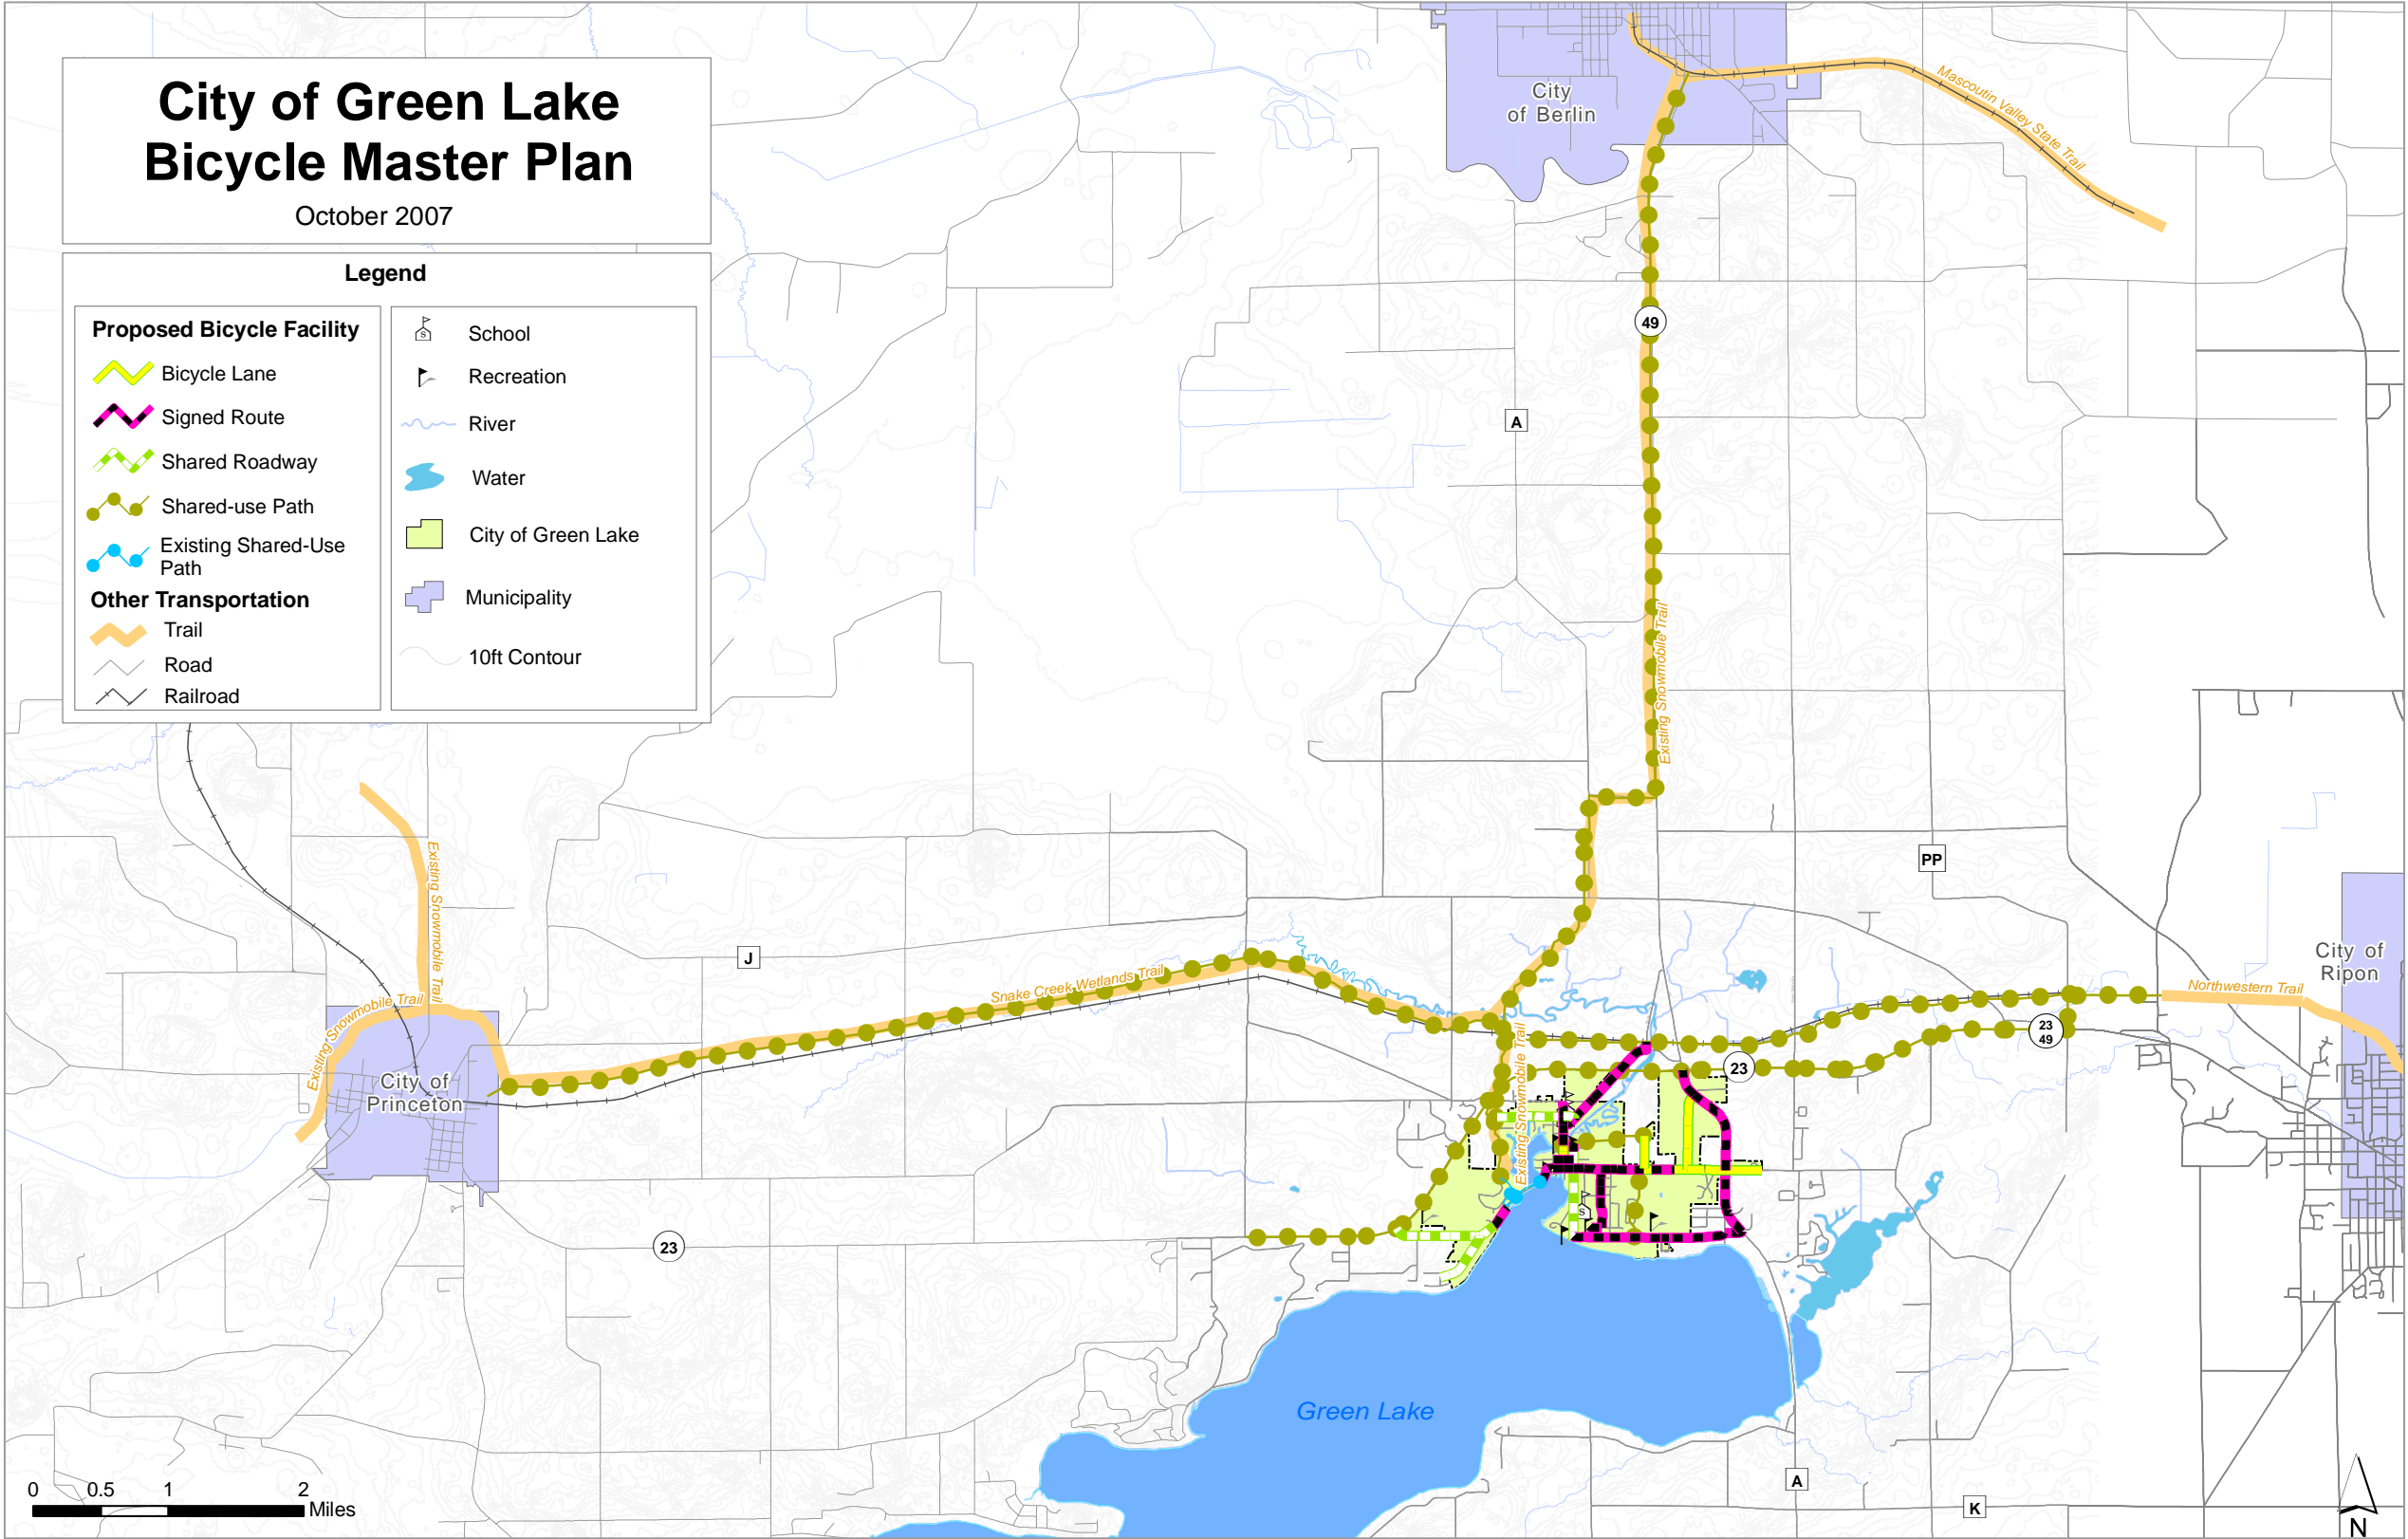 City of Green Lake
Bicycle Master Plan
October 2007
Legend
Proposed Bicycle Facility
Bicycle Lane
Signed Route
Shared Roadway
Shared-use Path
Existing Shared-Use
Path
Other Transportation
Trail
Road
Railroad
S
School
Recreation
River
Water
City of Green Lake
Municipality
10ft Contour
City
of Berlin
Mascoutin Valley State Trail
49
A
Existing Snowmobile Trail
PP
J
Existing Snowmobile Trail
Existing Snowmobile Trail
City of
Princeton
Snake Creek Wetlands Trail
Existing Snowmobile Trail
23
23
49
Northwestern Trail
City of
Ripon
S
23
Green Lake
A
K
0 0.5 1 2
Miles
N